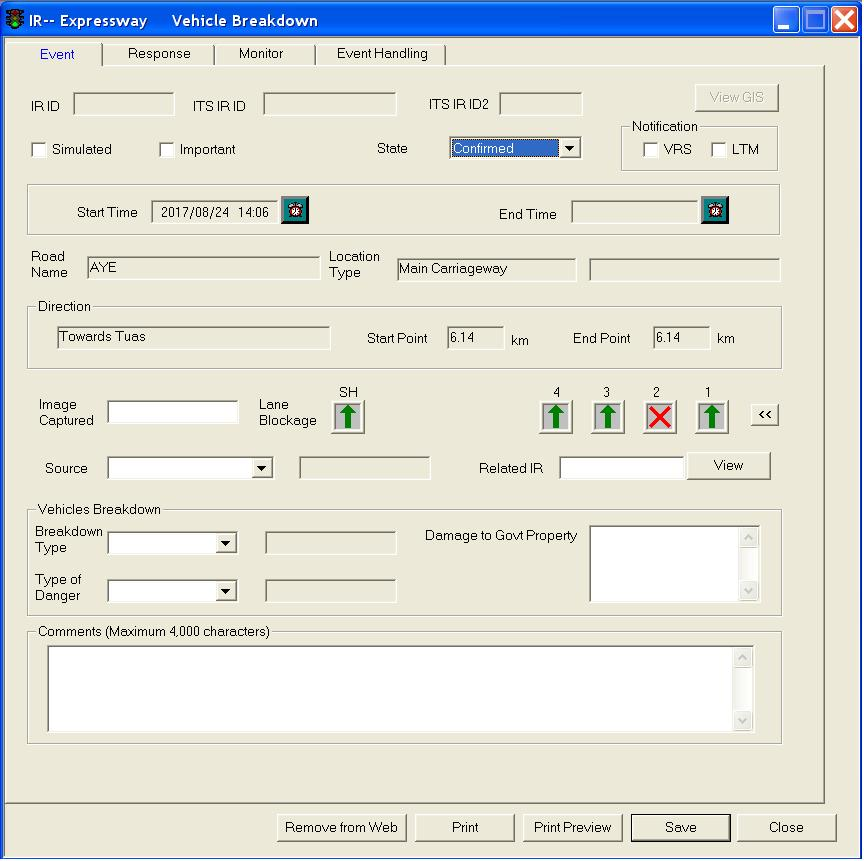 IR-- Expressway Vehicle Breakdown
Event Response Monitor Event Handling
IR ID ITS IR ID ITS IR ID2 View GIS
Notification
Simulated Important State Confirmed VRS LTM
Start Time 2017/08/24 14:06 End Time
Road Name AYE Location Type Main Carriageway
Direction
Towards Tuas Start Point 6.14 km End Point 6.14 km
SH 4 3 2 1
Image Captured Lane Blockage <<
Source Related IR View
Vehicles Breakdown
Breakdown Type Damage to Govt Property
Type of Danger
Comments (Maximum 4,000 characters)
Remove from Web Print Print Preview Save Close